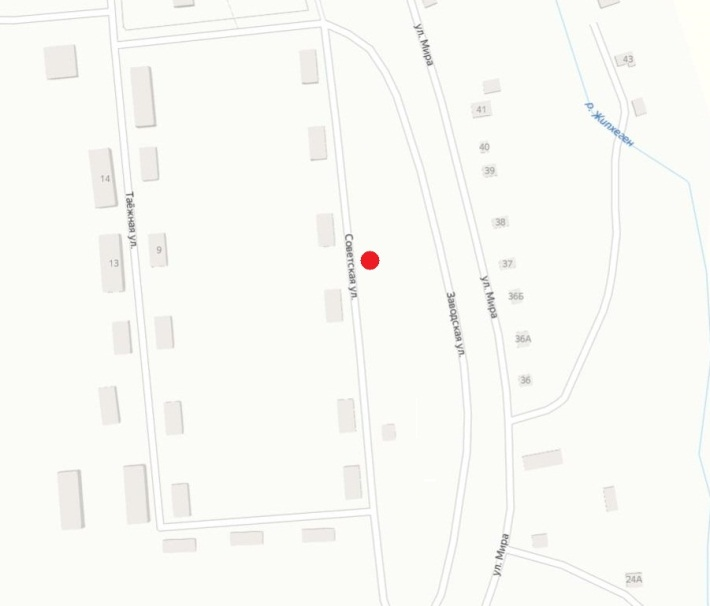 ул. Мира
43
р. Жипхеген
41
40
39
14
Таёжная ул.
38
9
13
Советская ул.
37
ул. Мира
36Б
Заводская ул.
36А
36
ул. Мира
24А